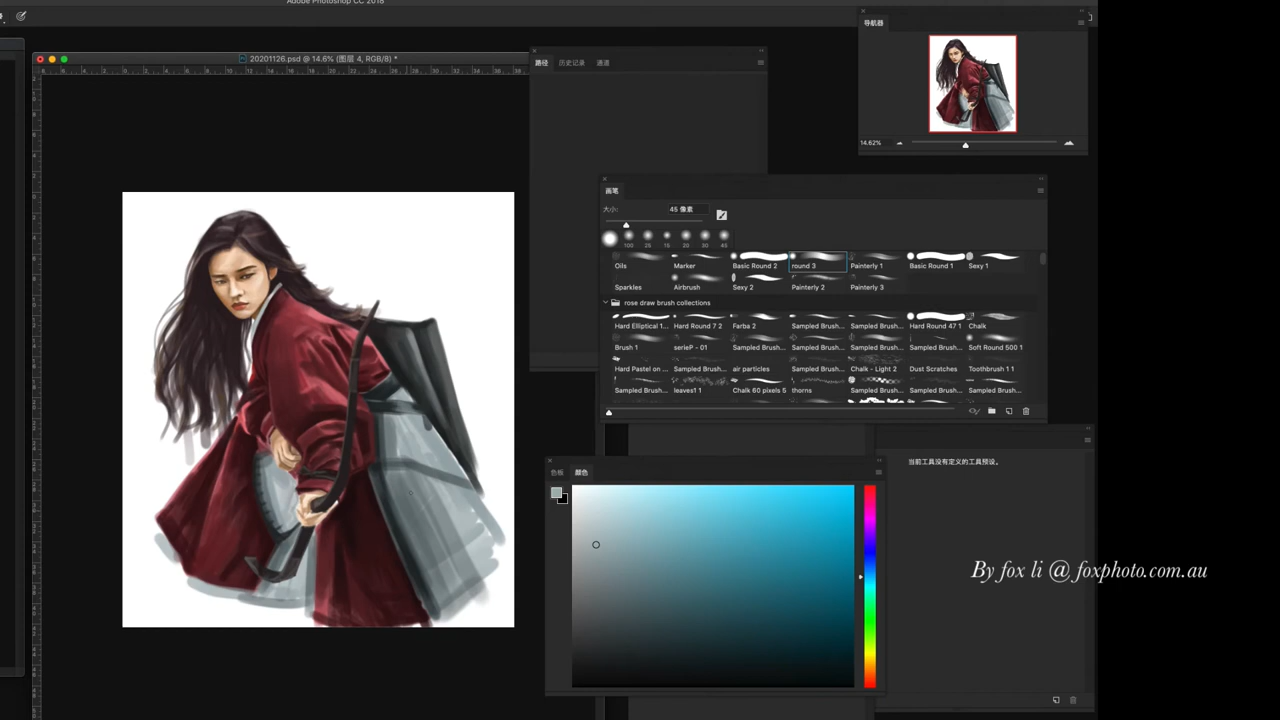 Adobe Photoshop CC 2018
20201126.psd @ 14.6% (图层 4, RGB/8) *
路径 历史记录 通道
导航器
14.62%
画笔
大小: 45 像素
100 25 15 20 30 45
Oils Marker Basic Round 2 round 3 Painterly 1 Basic Round 1 Sexy 1
Sparkles Airbrush Sexy 2 Painterly 2 Painterly 3
rose draw brush collections
Hard Elliptical 1... Hard Round 7 2 Farba 2 Sampled Brush... Sampled Brush... Hard Round 47 1 Chalk
Brush 1 serieP - 01 Sampled Brush... Sampled Brush... Sampled Brush... Sampled Brush... Soft Round 500 1
Hard Pastel on ... Sampled Brush... air particles Sampled Brush... Chalk - Light 2 Dust Scratches Toothbrush 1 1
Sampled Brush... leaves1 1 Chalk 60 pixels 5 thorns Sampled Brush... Sampled Brush... Sampled Brush...
色板 颜色
当前工具没有定义的工具预设。
By fox li @ foxphoto.com.au